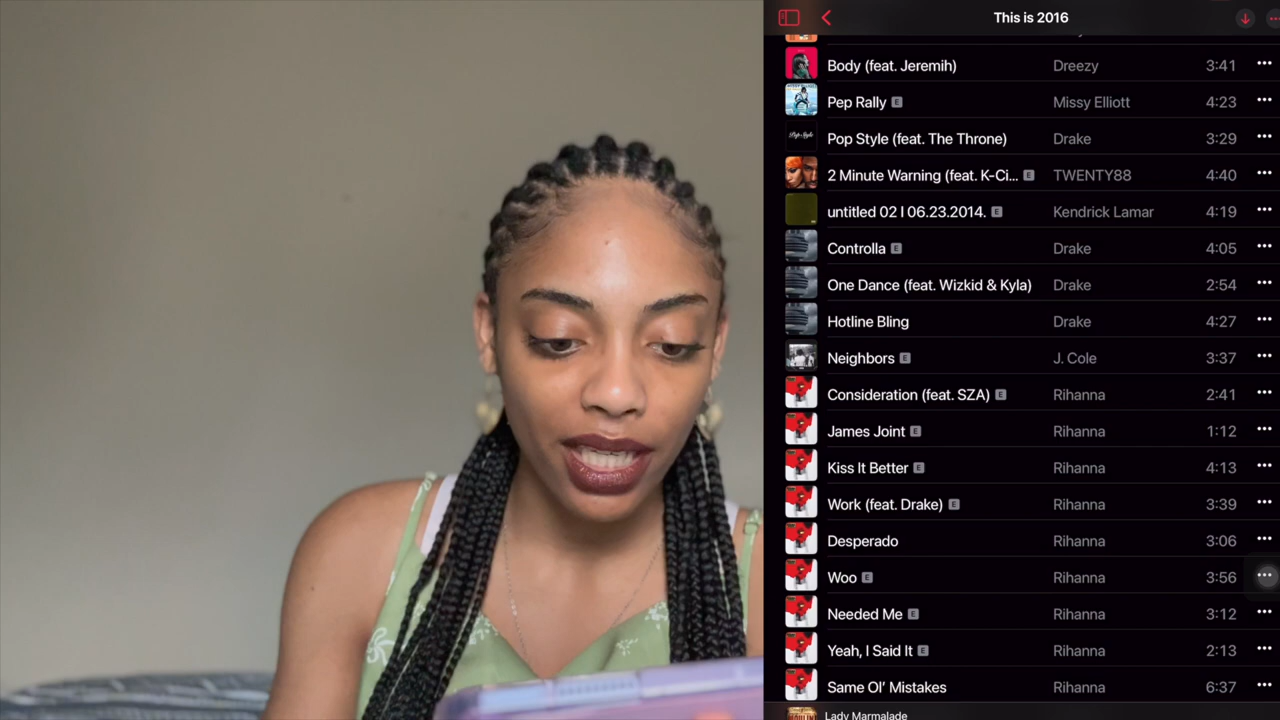 This is 2016
Body (feat. Jeremih) Dreezy 3:41
Pep Rally E Missy Elliott 4:23
Pop Style (feat. The Throne) Drake 3:29
2 Minute Warning (feat. K-Ci... E TWENTY88 4:40
untitled 02 l 06.23.2014. E Kendrick Lamar 4:19
Controlla E Drake 4:05
One Dance (feat. Wizkid & Kyla) Drake 2:54
Hotline Bling Drake 4:27
Neighbors E J. Cole 3:37
Consideration (feat. SZA) E Rihanna 2:41
James Joint E Rihanna 1:12
Kiss It Better E Rihanna 4:13
Work (feat. Drake) E Rihanna 3:39
Desperado Rihanna 3:06
Woo E Rihanna 3:56
Needed Me E Rihanna 3:12
Yeah, I Said It E Rihanna 2:13
Same Ol’ Mistakes Rihanna 6:37
Lady Marmalade